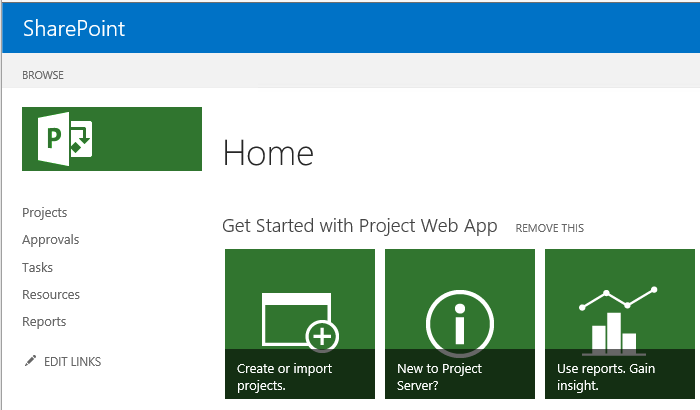 SharePoint
BROWSE
P
Home
Projects
Approvals
Tasks
Resources
Reports
EDIT LINKS
Get Started with Project Web App REMOVE THIS
Create or import
projects.
New to Project
Server?
Use reports. Gain
insight.